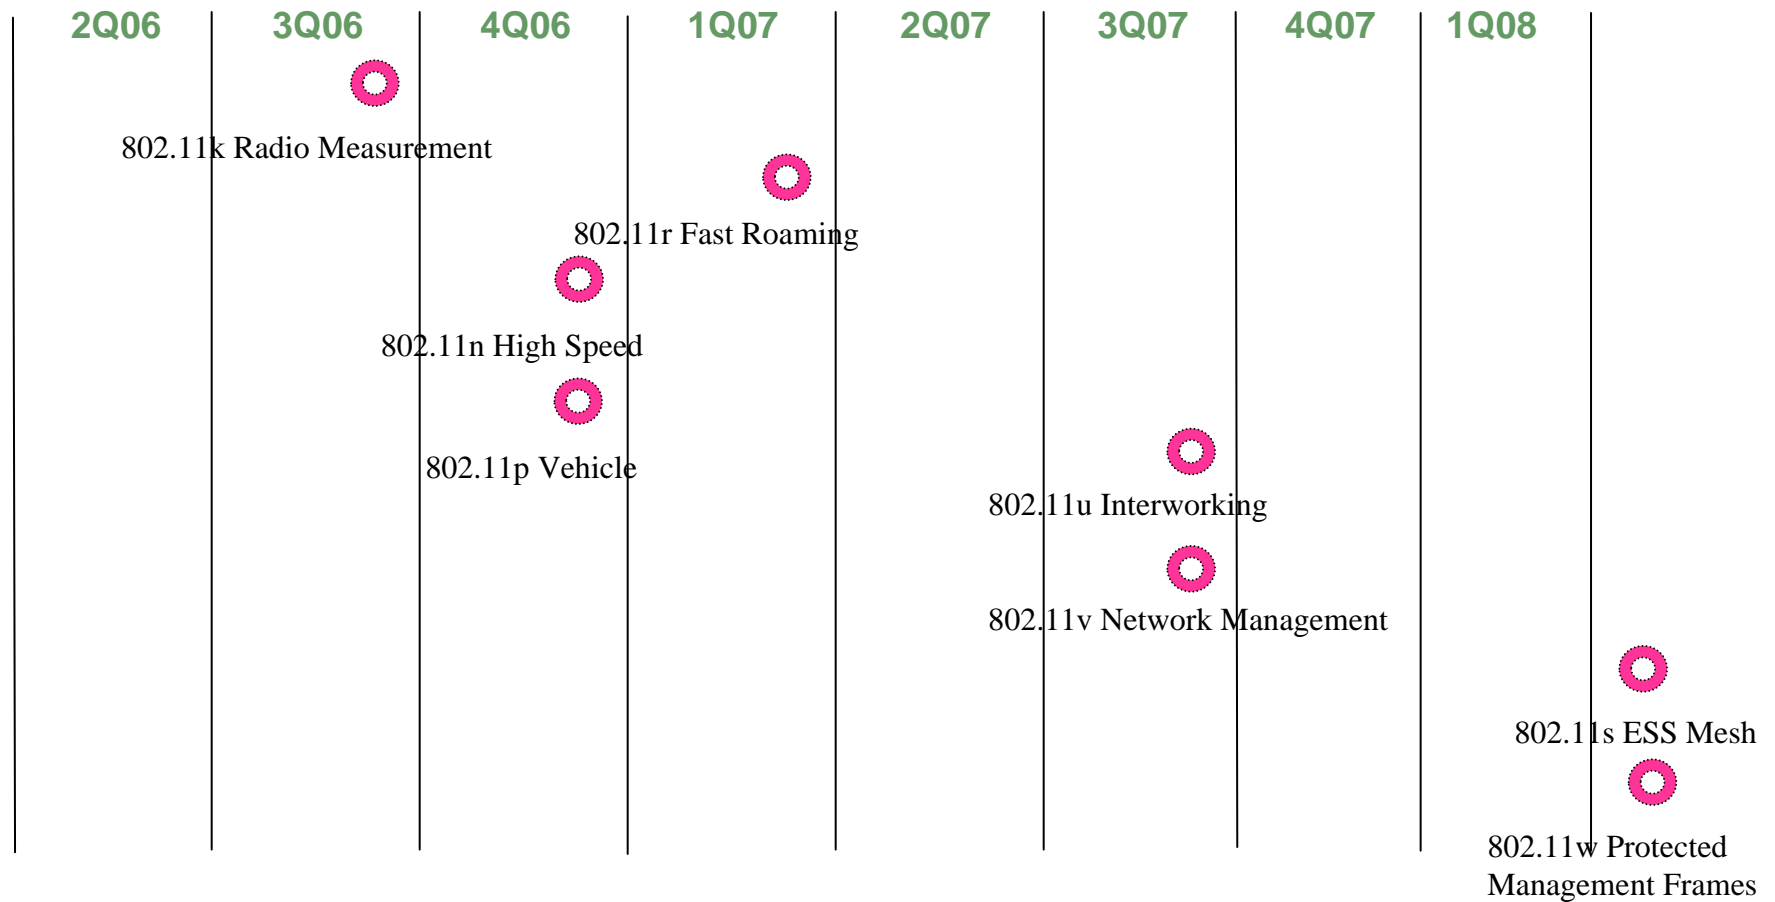 2Q06 3Q06 4Q06 1Q07 2Q07 3Q07 4Q07 1Q08
802.11k Radio Measurement
802.11r Fast Roaming
802.11n High Speed
802.11p Vehicle
802.11u Interworking
802.11v Network Management
802.11s ESS Mesh
802.11w Protected
Management Frames